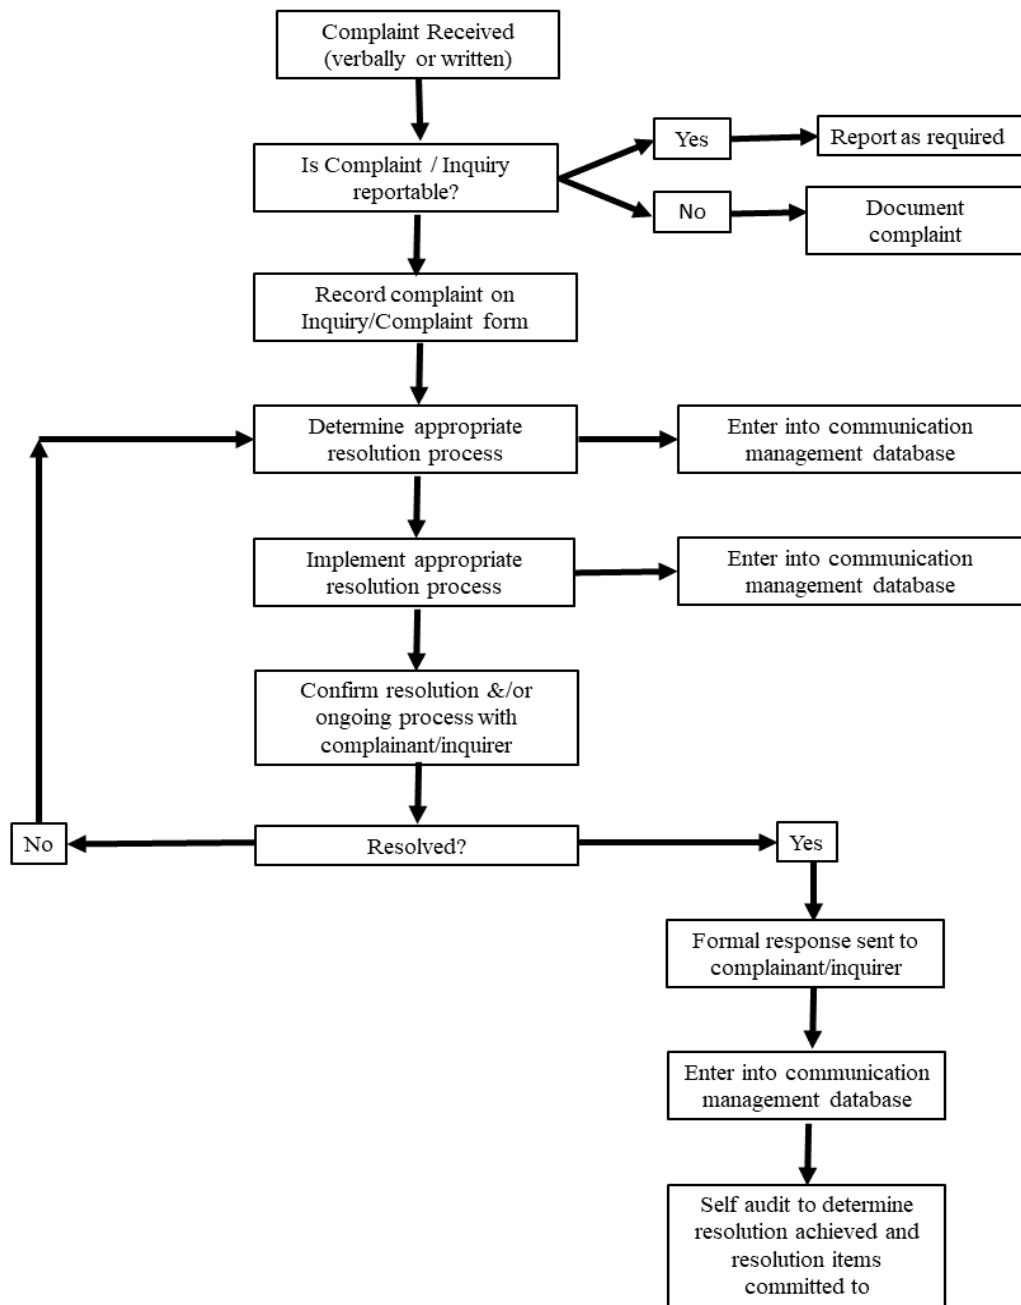 Complaint Received
(verbally or written)
Yes
Report as required
Is Complaint / Inquiry
reportable?
No
Document
complaint
Record complaint on
Inquiry/Complaint form
Determine appropriate
resolution process
Enter into communication
management database
Implement appropriate
resolution process
Enter into communication
management database
Confirm resolution &/or
ongoing process with
complainant/inquirer
No
Resolved?
Yes
Formal response sent to
complainant/inquirer
Enter into communication
management database
Self audit to determine
resolution achieved and
resolution items
committed to